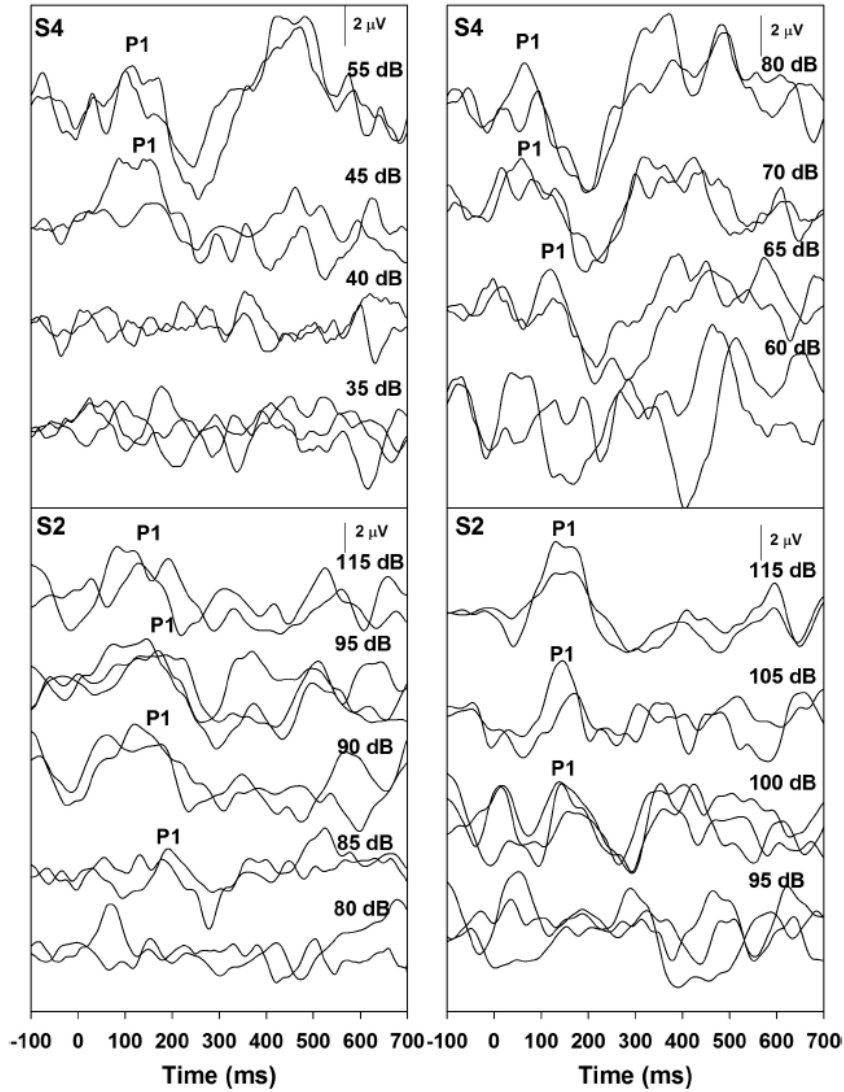 S4
2 µV
P1
55 dB
P1
45 dB
40 dB
35 dB
S4
2 µV
P1
80 dB
P1
70 dB
P1
65 dB
60 dB
S2
2 µV
P1
115 dB
P1
95 dB
P1
90 dB
P1
85 dB
80 dB
S2
2 µV
P1
115 dB
P1
105 dB
P1
100 dB
95 dB
-100 0 100 200 300 400 500 600 700
Time (ms)
-100 0 100 200 300 400 500 600 700
Time (ms)